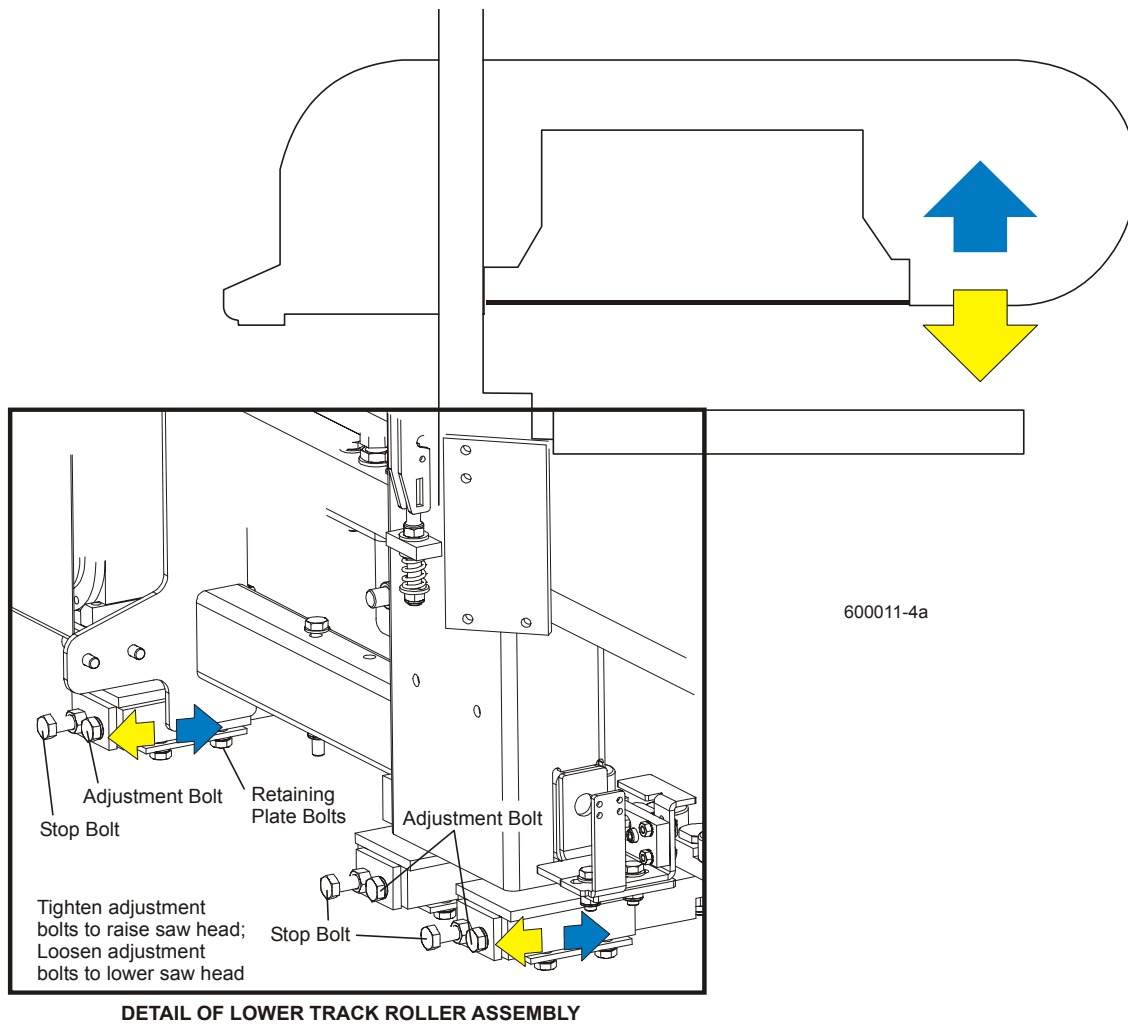 600011-4a
Adjustment Bolt
Retaining
Plate Bolts
Stop Bolt
Adjustment Bolt
Tighten adjustment
bolts to raise saw head;
Loosen adjustment
bolts to lower saw head
Stop Bolt
DETAIL OF LOWER TRACK ROLLER ASSEMBLY